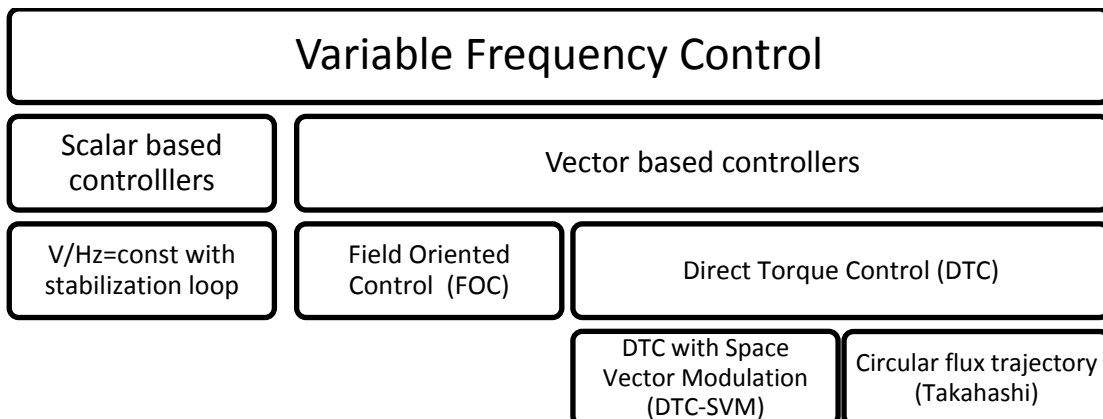 Variable Frequency Control
Scalar based
controlllers
Vector based controllers
V/Hz=const with
stabilization loop
Field Oriented
Control (FOC)
Direct Torque Control (DTC)
DTC with Space
Vector Modulation
(DTC-SVM)
Circular flux trajectory
(Takahashi)